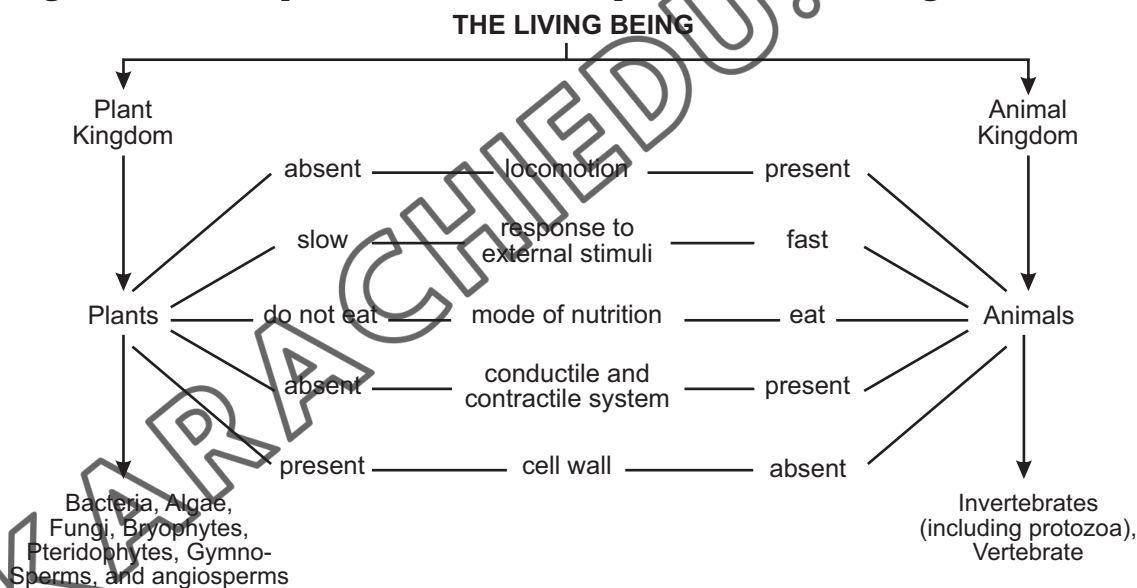 THE LIVING BEING
Plant
Kingdom
Animal
Kingdom
absent
locomotion
present
slow
response to
external stimuli
fast
Plants
do not eat
mode of nutrition
eat
Animals
absent
conductile and
contractile system
present
present
cell wall
absent
Bacteria, Algae,
Fungi, Bryophytes,
Pteridophytes, Gymno-
Sperms, and angiosperms
Invertebrates
(including protozoa),
Vertebrate
KARACHIEDU.